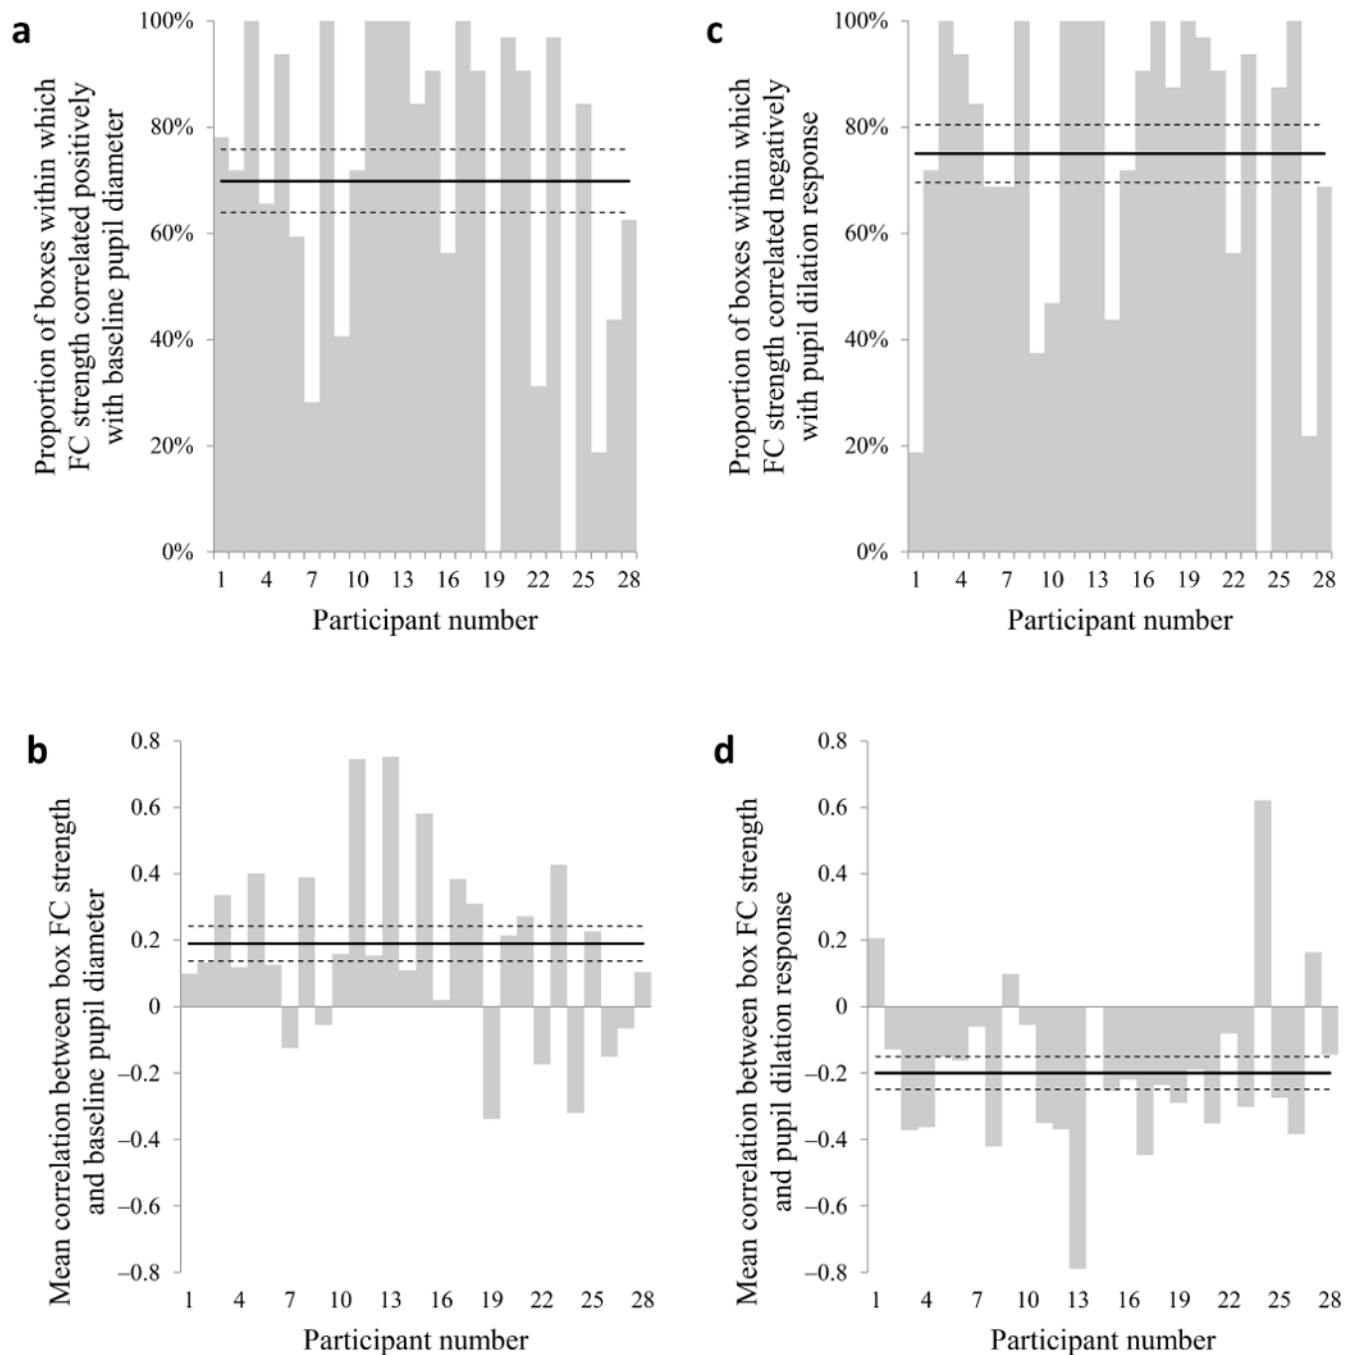 a
100%
80%
60%
40%
20%
0%
Proportion of boxes within which
FC strength correlated positively
with baseline pupil diameter
1 4 7 10 13 16 19 22 25 28
Participant number
c
100%
80%
60%
40%
20%
0%
Proportion of boxes within which
FC strength correlated negatively
with pupil dilation response
1 4 7 10 13 16 19 22 25 28
Participant number
b
0.8
0.6
0.4
0.2
0
–0.2
–0.4
–0.6
–0.8
Mean correlation between box FC strength
and baseline pupil diameter
1 4 7 10 13 16 19 22 25 28
Participant number
d
0.8
0.6
0.4
0.2
0
–0.2
–0.4
–0.6
–0.8
Mean correlation between box FC strength
and pupil dilation response
1 4 7 10 13 16 19 22 25 28
Participant number